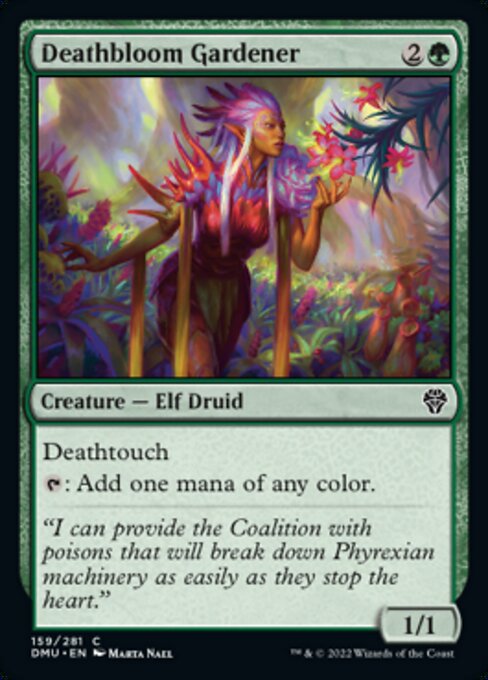 Deathbloom Gardener 2
Creature — Elf Druid
Deathtouch
: Add one mana of any color.
“I can provide the Coalition with
poisons that will break down Phyrexian
machinery as easily as they stop the
heart.”
1/1
159/281 C
DMU • EN Marta Nael
™ & © 2022 Wizards of the Coast